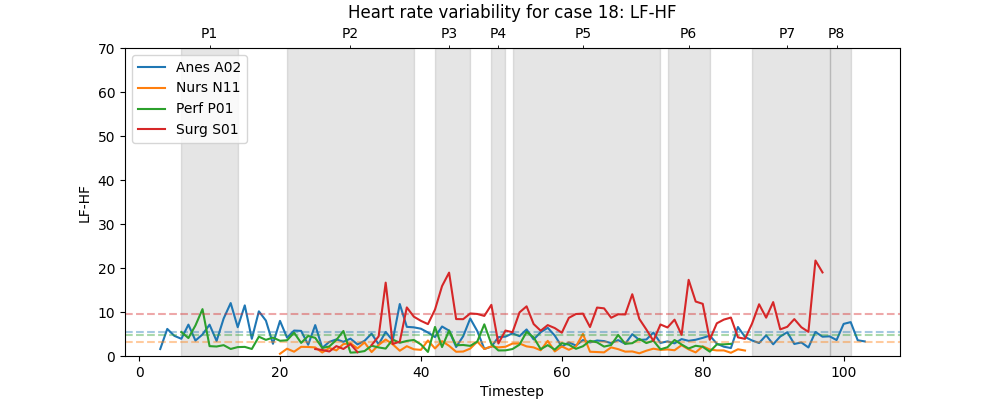 Heart rate variability for case 18: LF-HF
P1 P2 P3 P4 P5 P6 P7 P8
70
60
50
40
30
20
10
0
LF-HF
Anes A02
Nurs N11
Perf P01
Surg S01
0 20 40 60 80 100
Timestep